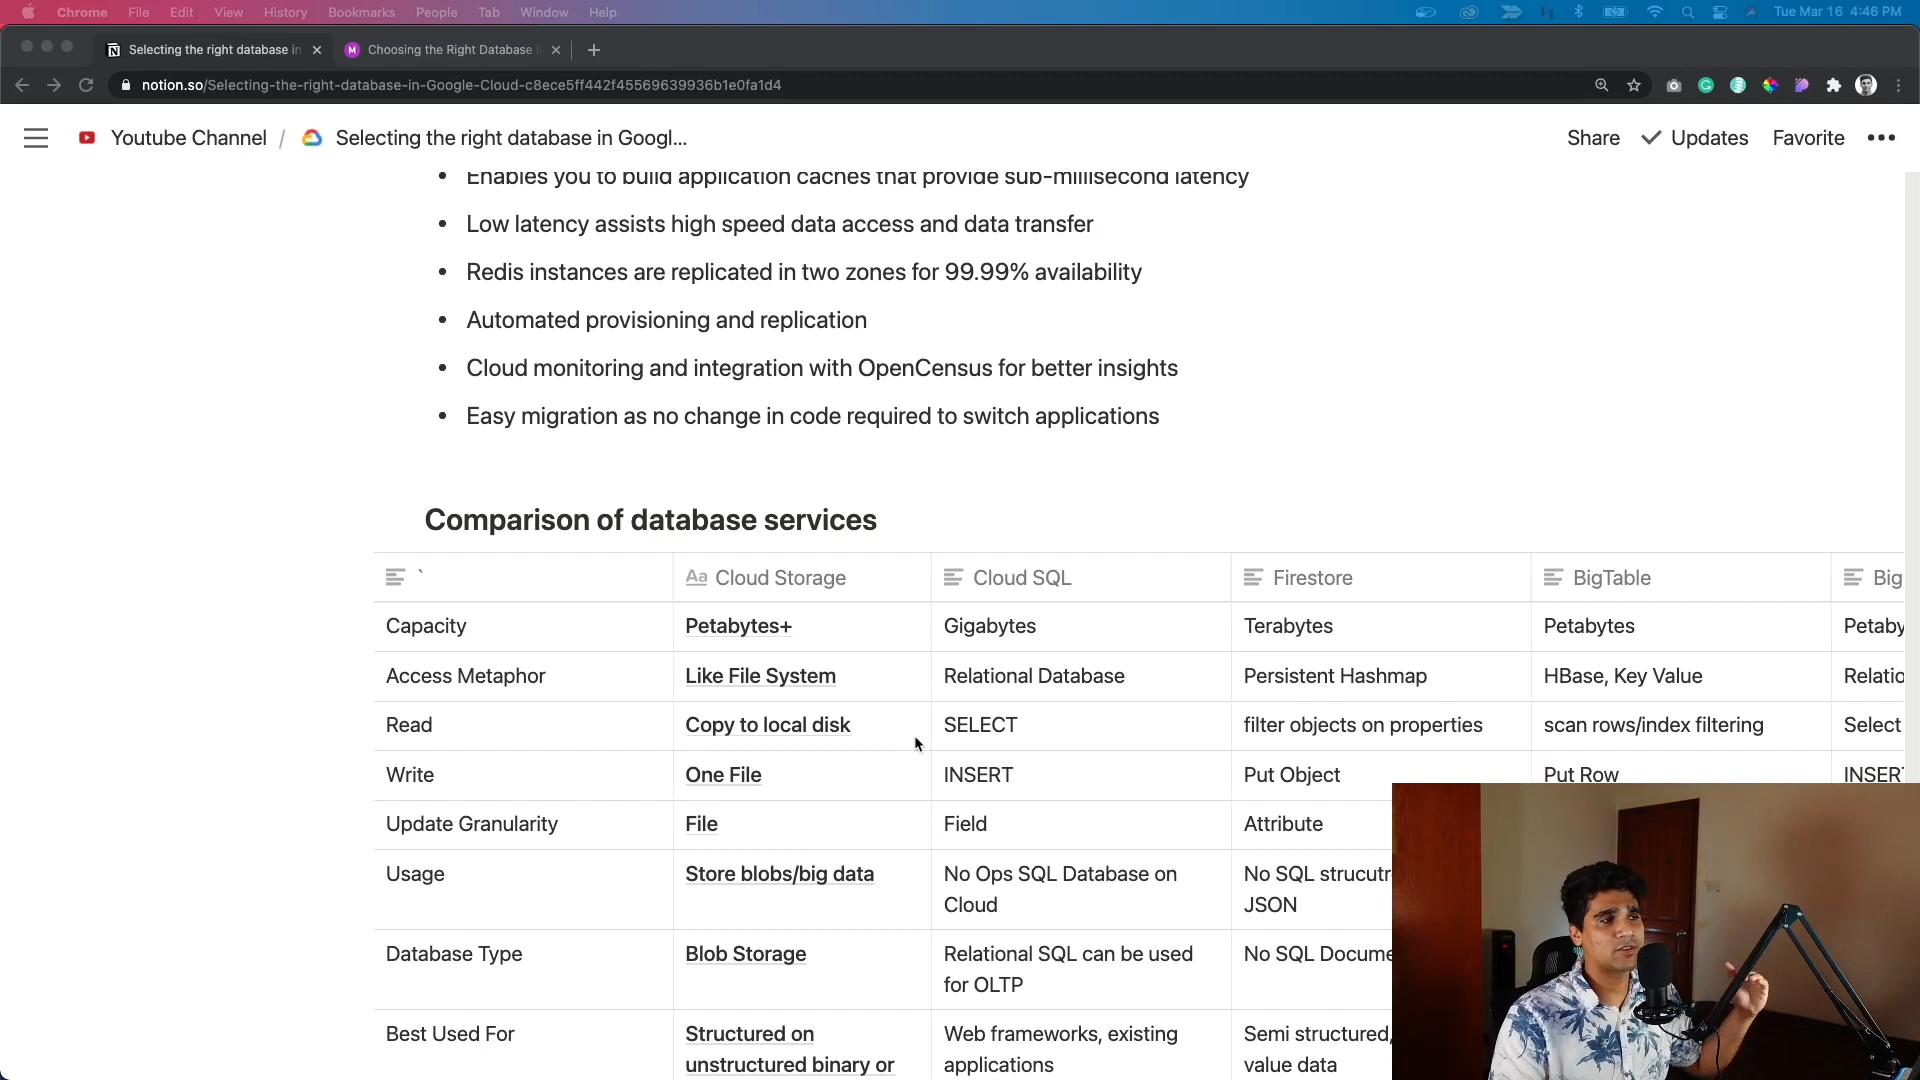 Chrome File Edit View History Bookmarks People Tab Window Help Tue Mar 16 4:46 PM
Selecting the right database in Choosing the Right Database i
notion.so/Selecting-the-right-database-in-Google-Cloud-c8ece5ff442f45569639936b1e0fa1d4
Youtube Channel / Selecting the right database in Googl... Share Updates Favorite
• Enables you to build application caches that provide sub-millisecond latency
• Low latency assists high speed data access and data transfer
• Redis instances are replicated in two zones for 99.99% availability
• Automated provisioning and replication
• Cloud monitoring and integration with OpenCensus for better insights
• Easy migration as no change in code required to switch applications
Comparison of database services
` Aa Cloud Storage Cloud SQL Firestore BigTable Big
Capacity Petabytes+ Gigabytes Terabytes Petabytes Petaby
Access Metaphor Like File System Relational Database Persistent Hashmap HBase, Key Value Relatio
Read Copy to local disk SELECT filter objects on properties scan rows/index filtering Select
Write One File INSERT Put Object Put Row INSERT
Update Granularity File Field Attribute
Usage Store blobs/big data No Ops SQL Database on No SQL strucutr
Cloud JSON
Database Type Blob Storage Relational SQL can be used No SQL Docume
for OLTP
Best Used For Structured on Web frameworks, existing Semi structured,
unstructured binary or applications value data